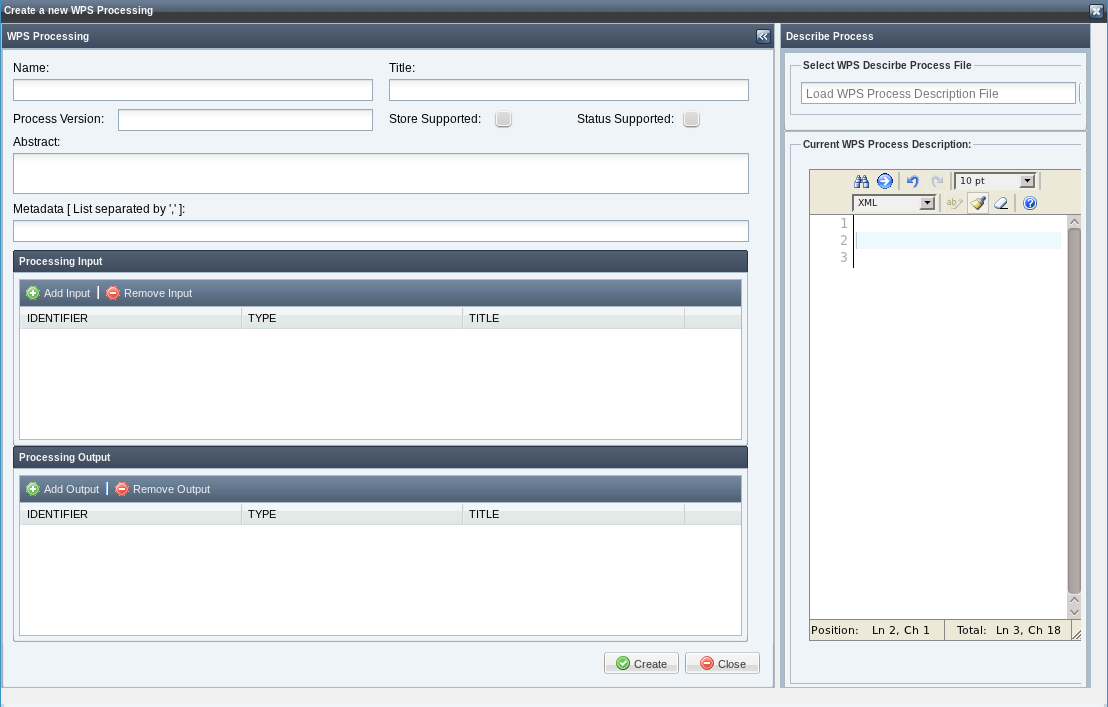 Create a new WPS Processing
WPS Processing
Name:
Title:
Process Version:
Store Supported:
Status Supported:
Abstract:
Metadata [ List separated by ',' ]:
Processing Input
Add Input
Remove Input
IDENTIFIER
TYPE
TITLE
Processing Output
Add Output
Remove Output
IDENTIFIER
TYPE
TITLE
Create
Close
Describe Process
Select WPS Descirbe Process File
Load WPS Process Description File
Current WPS Process Description:
10 pt
XML
1
2
3
Position: Ln 2, Ch 1
Total: Ln 3, Ch 18